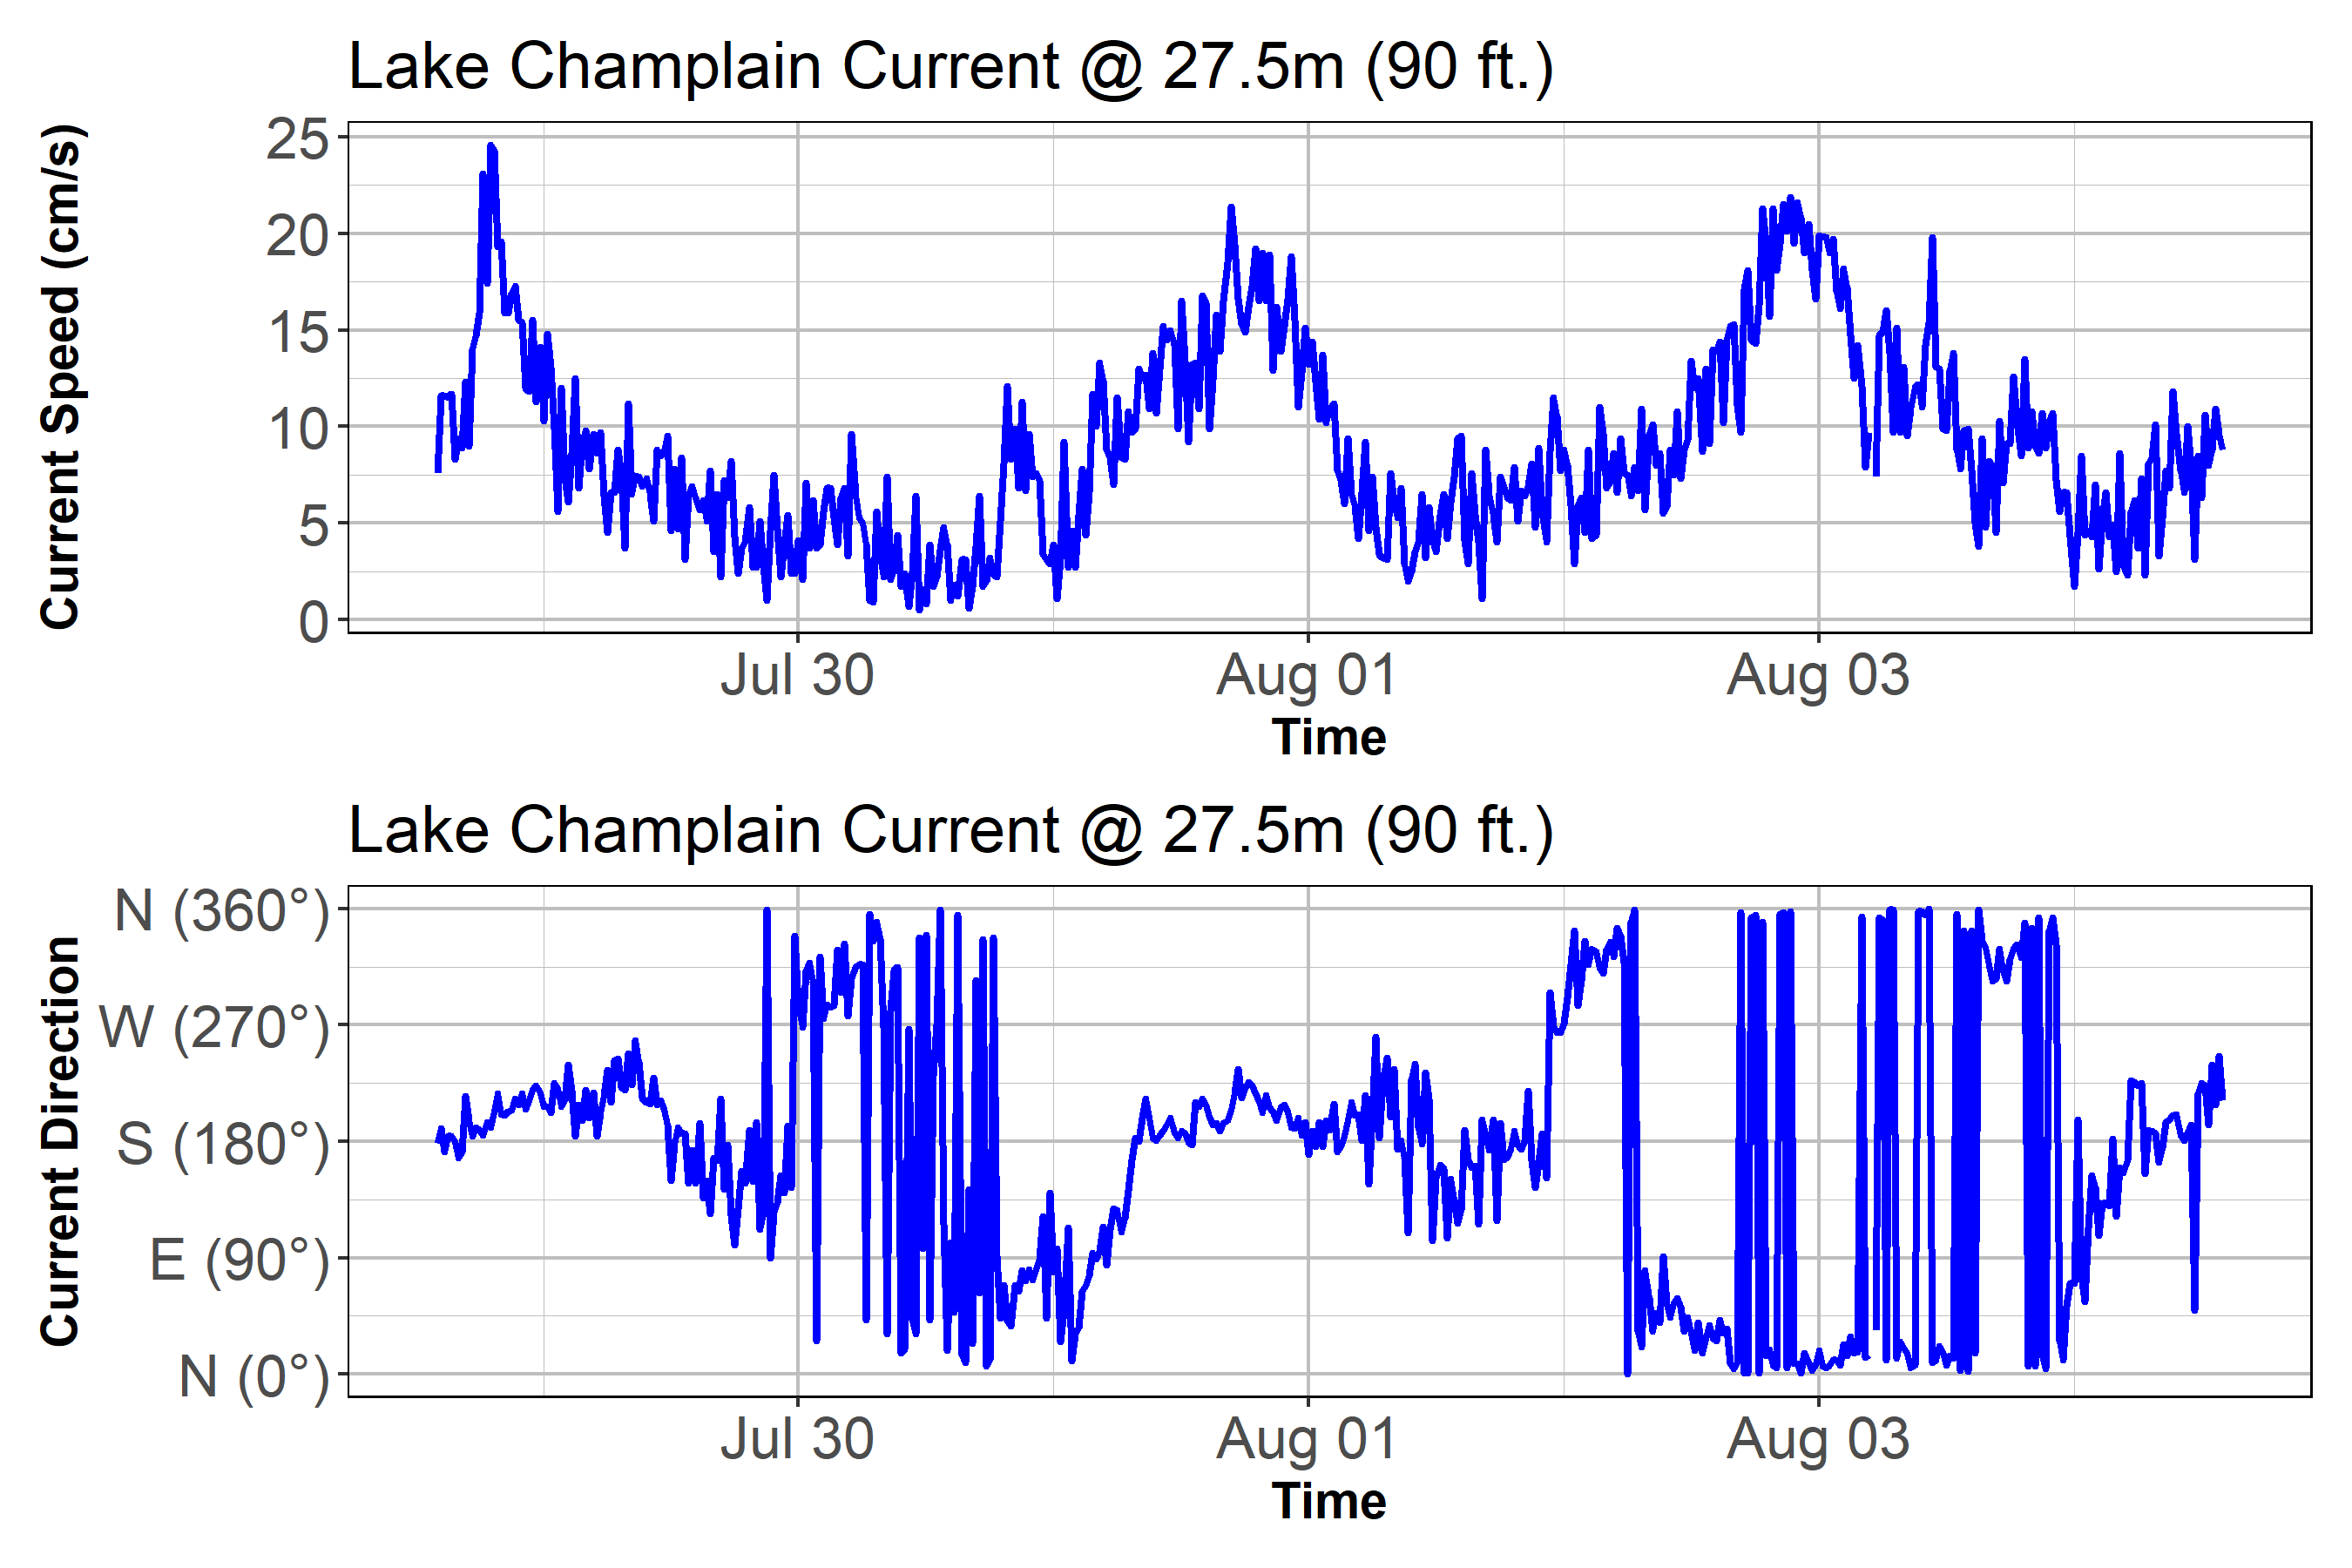 Lake Champlain Current @ 27.5m (90 ft.)
Current Speed (cm/s)
25
20
15
10
5
0
Jul 30 Aug 01 Aug 03
Time
Lake Champlain Current @ 27.5m (90 ft.)
Current Direction
N (360°)
W (270°)
S (180°)
E (90°)
N (0°)
Jul 30 Aug 01 Aug 03
Time